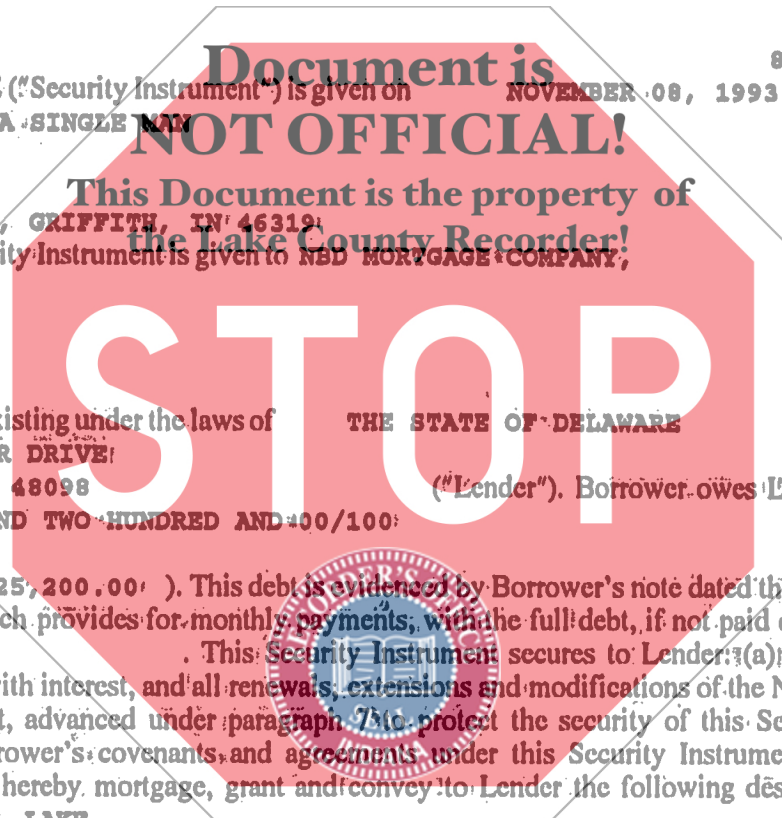 Document is
8
("Security Instrument") is given on NOVEMBER 08, 1993
A SINGLE MAN
NOT OFFICIAL!
This Document is the property of
, GRIFFITH, IN 46319
the Lake County Recorder!
ity Instrument is given to NBD MORTGAGE COMPANY,
STOP
xisting under the laws of THE STATE OF DELAWARE
R DRIVE
48098 ("Lender"). Borrower owes L
ND TWO HUNDRED AND 00/100
25,200.00 ). This debt is evidenced by Borrower's note dated th
ch provides for monthly payments, with the full debt, if not paid
. This Security Instrument secures to Lender: (a)
ith interest, and all renewals, extensions and modifications of the N
t, advanced under paragraph 7 to protect the security of this Se
rower's covenants and agreements under this Security Instrume
hereby mortgage, grant and convey to Lender the following des
LAKE